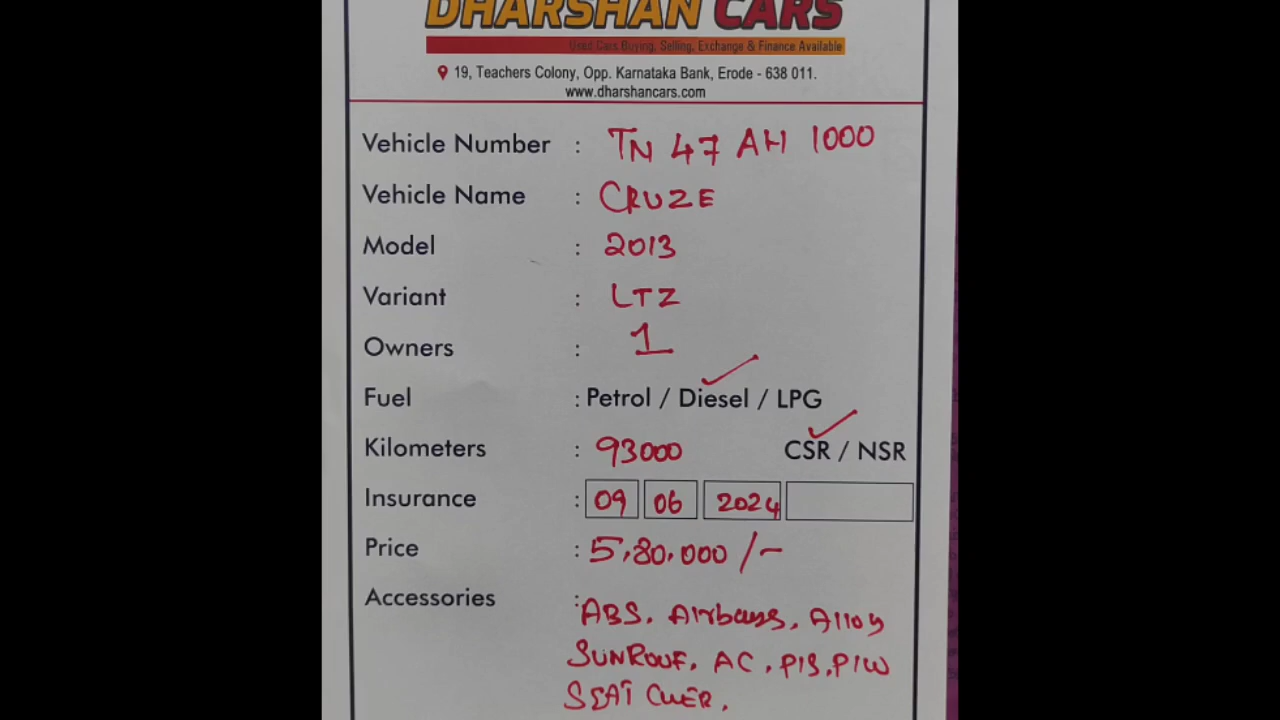 DHARSHAN CARS
Used Cars Buying, Selling, Exchange & Finance Available
19, Teachers Colony, Opp. Karnataka Bank, Erode - 638 011.
www.dharshancars.com
Vehicle Number : TN 47 AH 1000
Vehicle Name : CRUZE
Model : 2013
Variant : LTZ
Owners : 1
Fuel : Petrol / Diesel / LPG
Kilometers : 93000 CSR / NSR
Insurance : 09 06 2024
Price : 5,80,000/-
Accessories : ABS, Airbags, Alloy
SUNROOF, AC, P/S, P/W
SEAT COVER,